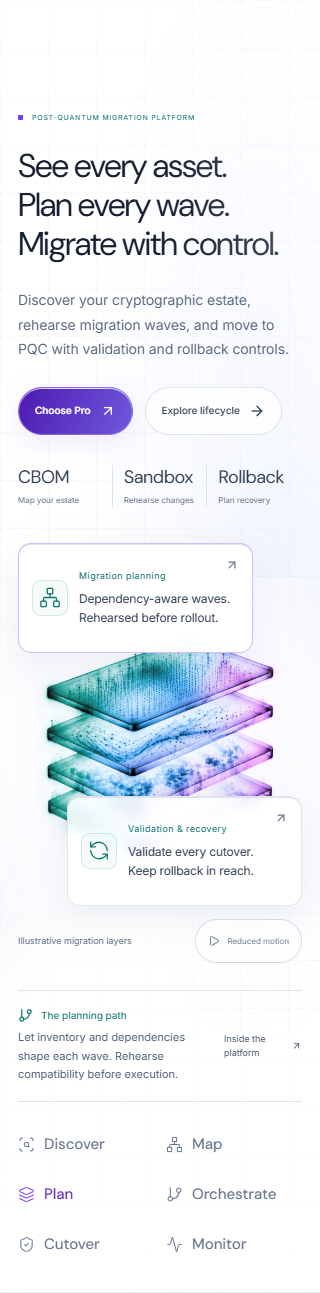 POST-QUANTUM MIGRATION PLATFORM
See every asset.
Plan every wave.
Migrate with control.
Discover your cryptographic estate,
rehearse migration waves, and move to
PQC with validation and rollback controls.
Choose Pro
Explore lifecycle
CBOM
Map your estate
Sandbox
Rehearse changes
Rollback
Plan recovery
Migration planning
Dependency-aware waves.
Rehearsed before rollout.
Validation & recovery
Validate every cutover.
Keep rollback in reach.
Illustrative migration layers
Reduced motion
The planning path
Let inventory and dependencies
shape each wave. Rehearse
compatibility before execution.
Inside the
platform
Discover
Map
Plan
Orchestrate
Cutover
Monitor